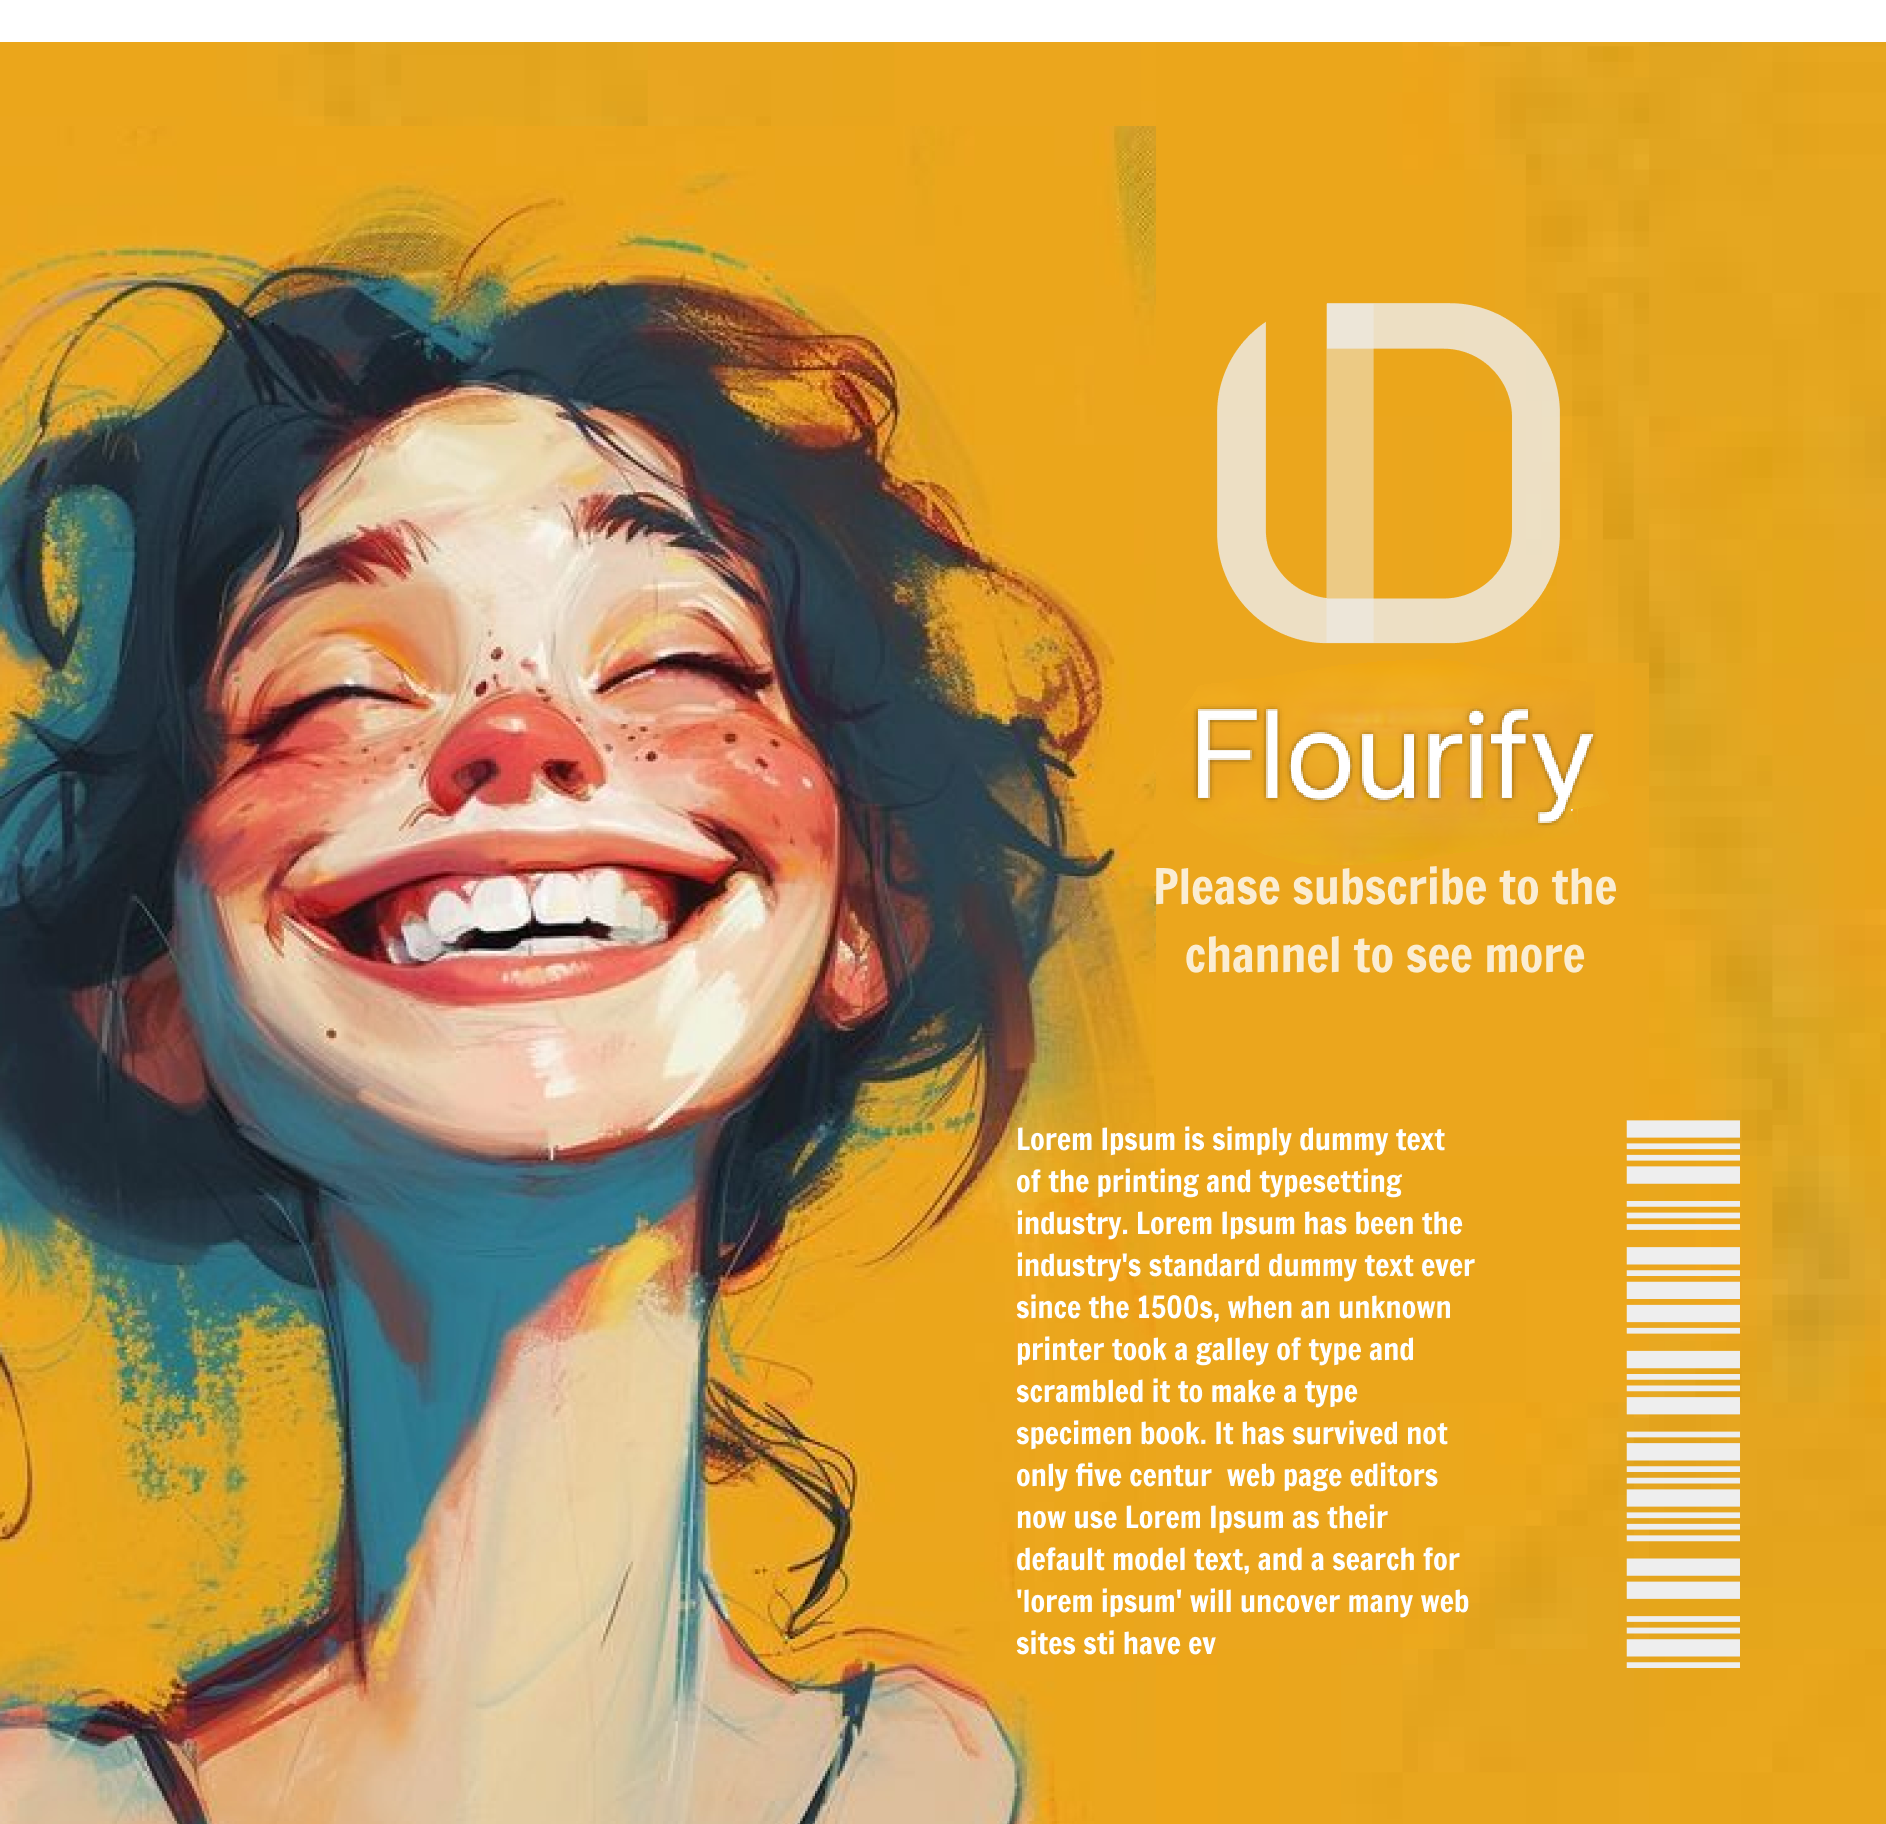 Flourify
Please subscribe to the
channel to see more
Lorem Ipsum is simply dummy text
of the printing and typesetting
industry. Lorem Ipsum has been the
industry's standard dummy text ever
since the 1500s, when an unknown
printer took a galley of type and
scrambled it to make a type
specimen book. It has survived not
only five centur  web page editors
now use Lorem Ipsum as their
default model text, and a search for
'lorem ipsum' will uncover many web
sites sti have ev